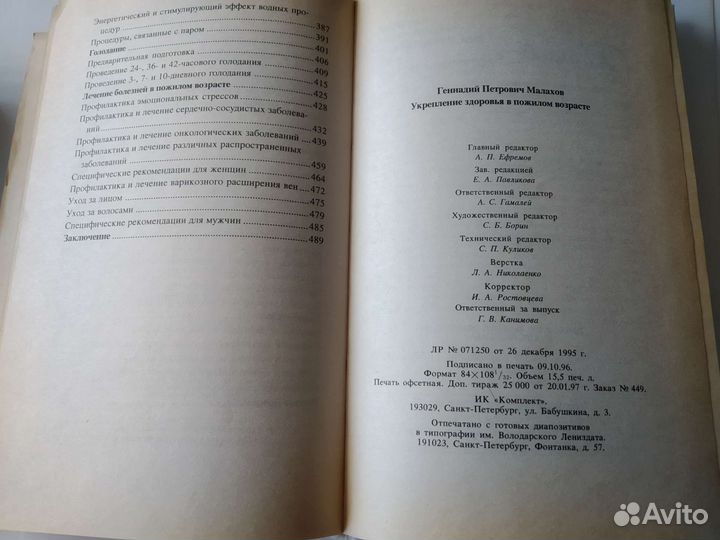 Энергетический и стимулирующий эффект водных про-
цедур 387
Процедуры, связанные с паром 391
Голодание 401
Предварительная подготовка 406
Проведение 24-, 36- и 42-часового голодания 409
Проведение 3-, 7- и 10-дневного голодания 415
Лечение болезней в пожилом возрасте 425
Профилактика эмоциональных стрессов 428
Профилактика и лечение сердечно-сосудистых заболева-
ний 432
Профилактика и лечение онкологических заболеваний 439
Профилактика и лечение различных распространенных
заболеваний 459
Специфические рекомендации для женщин 464
Профилактика и лечение варикозного расширения вен 472
Уход за лицом 475
Уход за волосами 479
Специфические рекомендации для мужчин 485
Заключение 489
Геннадий Петрович Малахов
Укрепление здоровья в пожилом возрасте
Главный редактор
А. П. Ефремов
Зав. редакцией
Е. А. Павликова
Ответственный редактор
А. С. Гамалей
Художественный редактор
С. Б. Борин
Технический редактор
С. П. Куликов
Верстка
Л. А. Николаенко
Корректор
И. А. Ростовцева
Ответственный за выпуск
Г. В. Канимова
ЛР № 071250 от 26 декабря 1995 г.
Подписано в печать 09.10.96.
Формат 84×108¹/₃₂. Объем 15,5 печ. л.
Печать офсетная. Доп. тираж 25 000 от 20.01.97 г. Заказ № 449.
ИК «Комплект».
193029, Санкт-Петербург, ул. Бабушкина, д. 3.
Отпечатано с готовых диапозитивов
в типографии им. Володарского Лениздата.
191023, Санкт-Петербург, Фонтанка, д. 57.
Avito